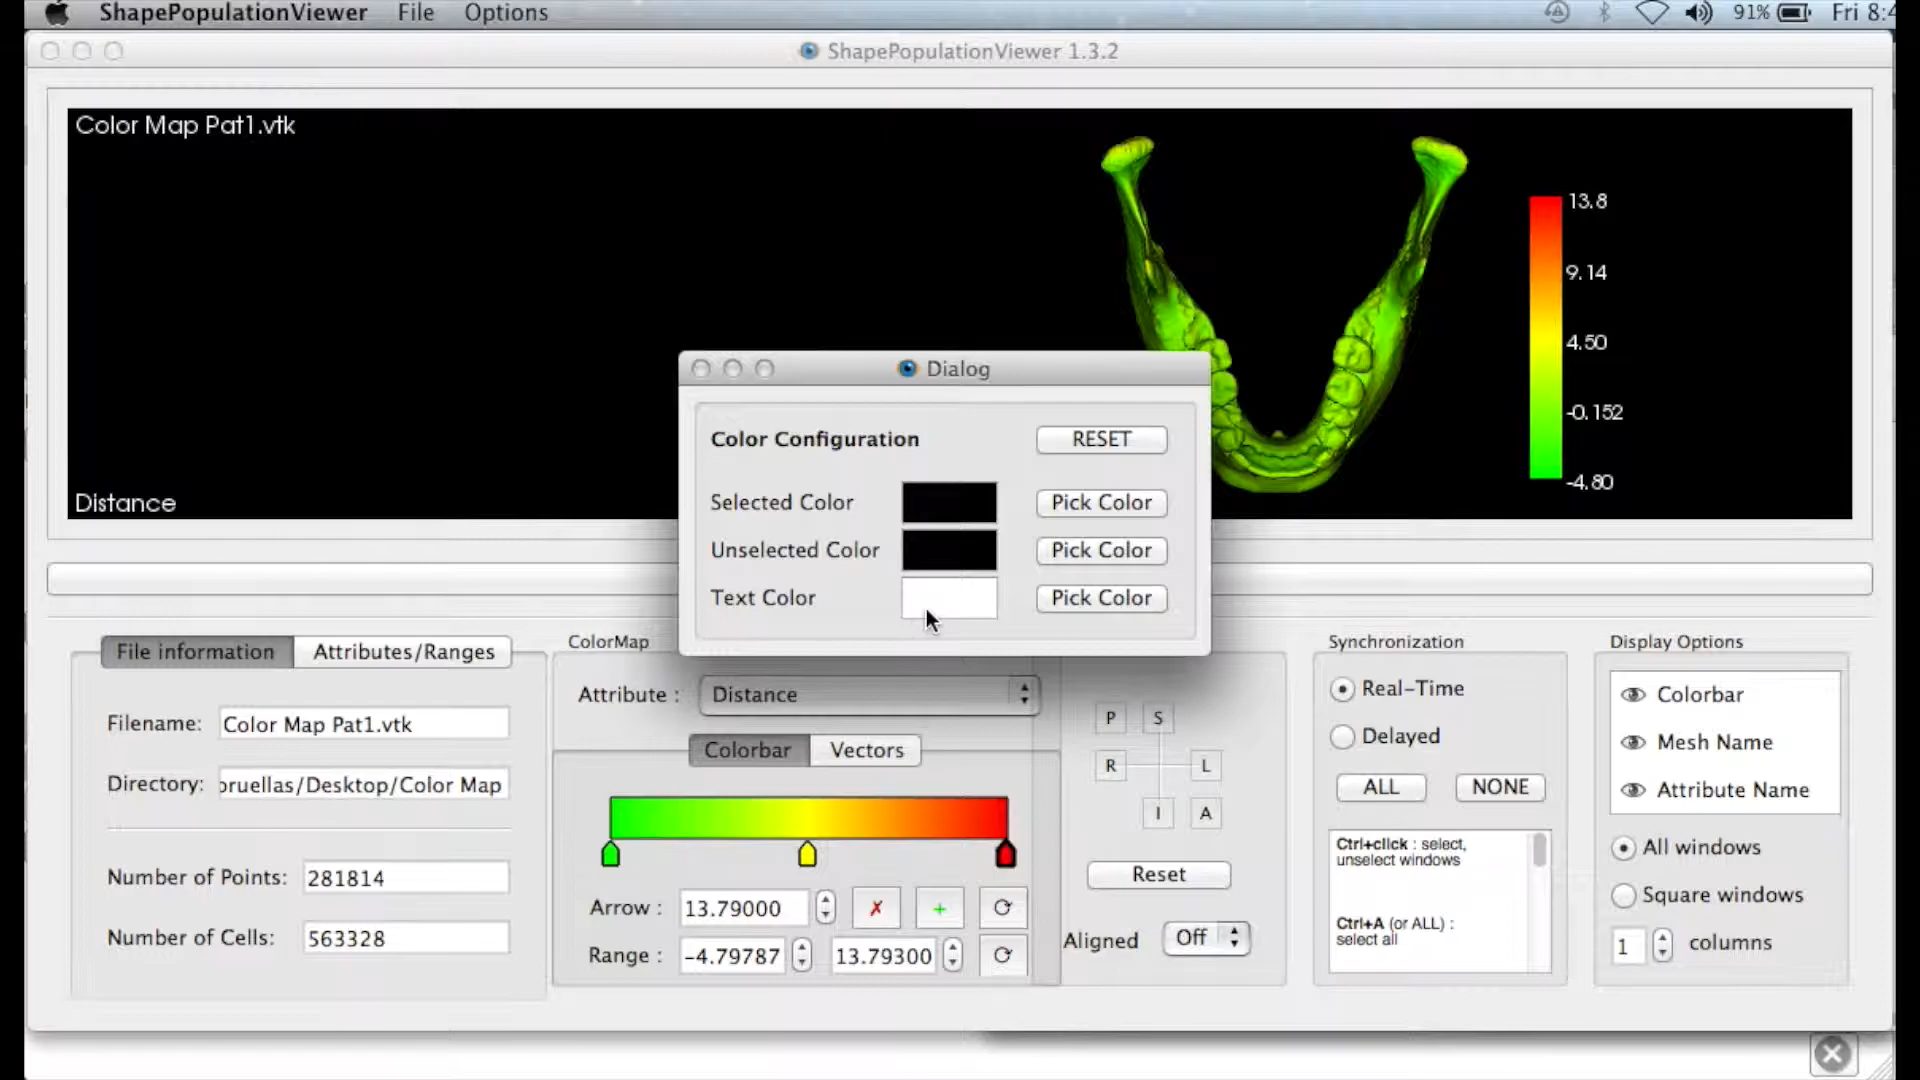 ShapePopulationViewer File Options 91% Fri 8:4
ShapePopulationViewer 1.3.2
Color Map Pat1.vtk
13.8
9.14
4.50
-0.152
-4.80
Distance
Dialog
Color Configuration RESET
Selected Color Pick Color
Unselected Color Pick Color
Text Color Pick Color
File information Attributes/Ranges
Filename: Color Map Pat1.vtk
Directory: oruellas/Desktop/Color Map
Number of Points: 281814
Number of Cells: 563328
ColorMap
Attribute : Distance
Colorbar Vectors
Arrow : 13.79000 x + 
Range : -4.79787 13.79300
P S
R L
I A
Reset
Aligned Off
Synchronization
Real-Time
Delayed
ALL NONE
Ctrl+click : select,
unselect windows
Ctrl+A (or ALL) :
select all
Display Options
Colorbar
Mesh Name
Attribute Name
All windows
Square windows
1 columns